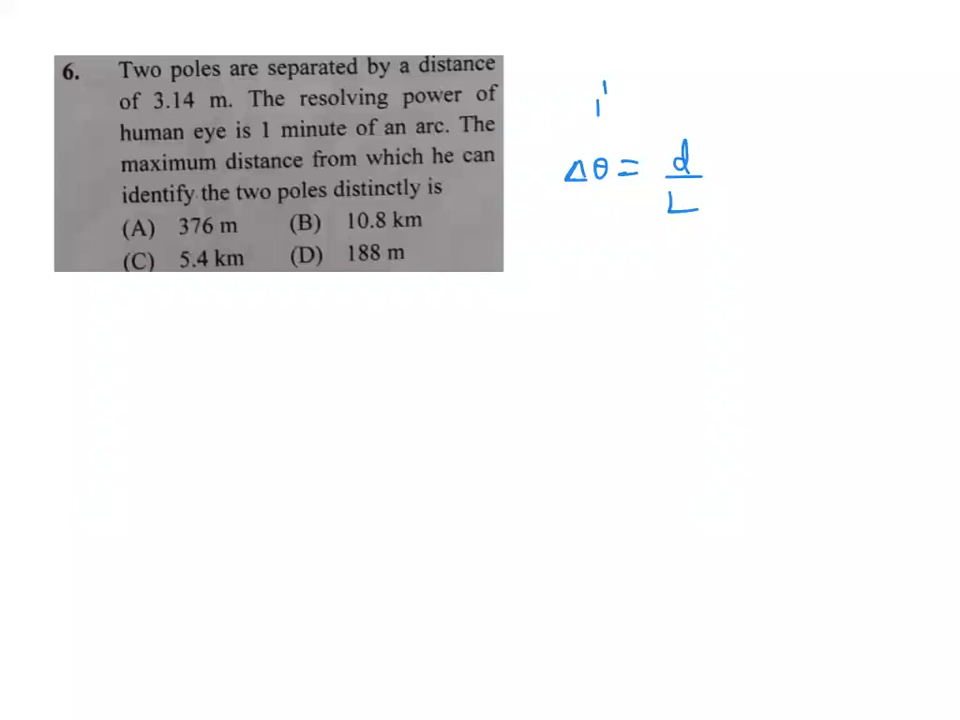 6. Two poles are separated by a distance
of 3.14 m. The resolving power of
human eye is 1 minute of an arc. The
maximum distance from which he can
identify the two poles distinctly is
(A) 376 m (B) 10.8 km
(C) 5.4 km (D) 188 m
1'
Δθ = d
L